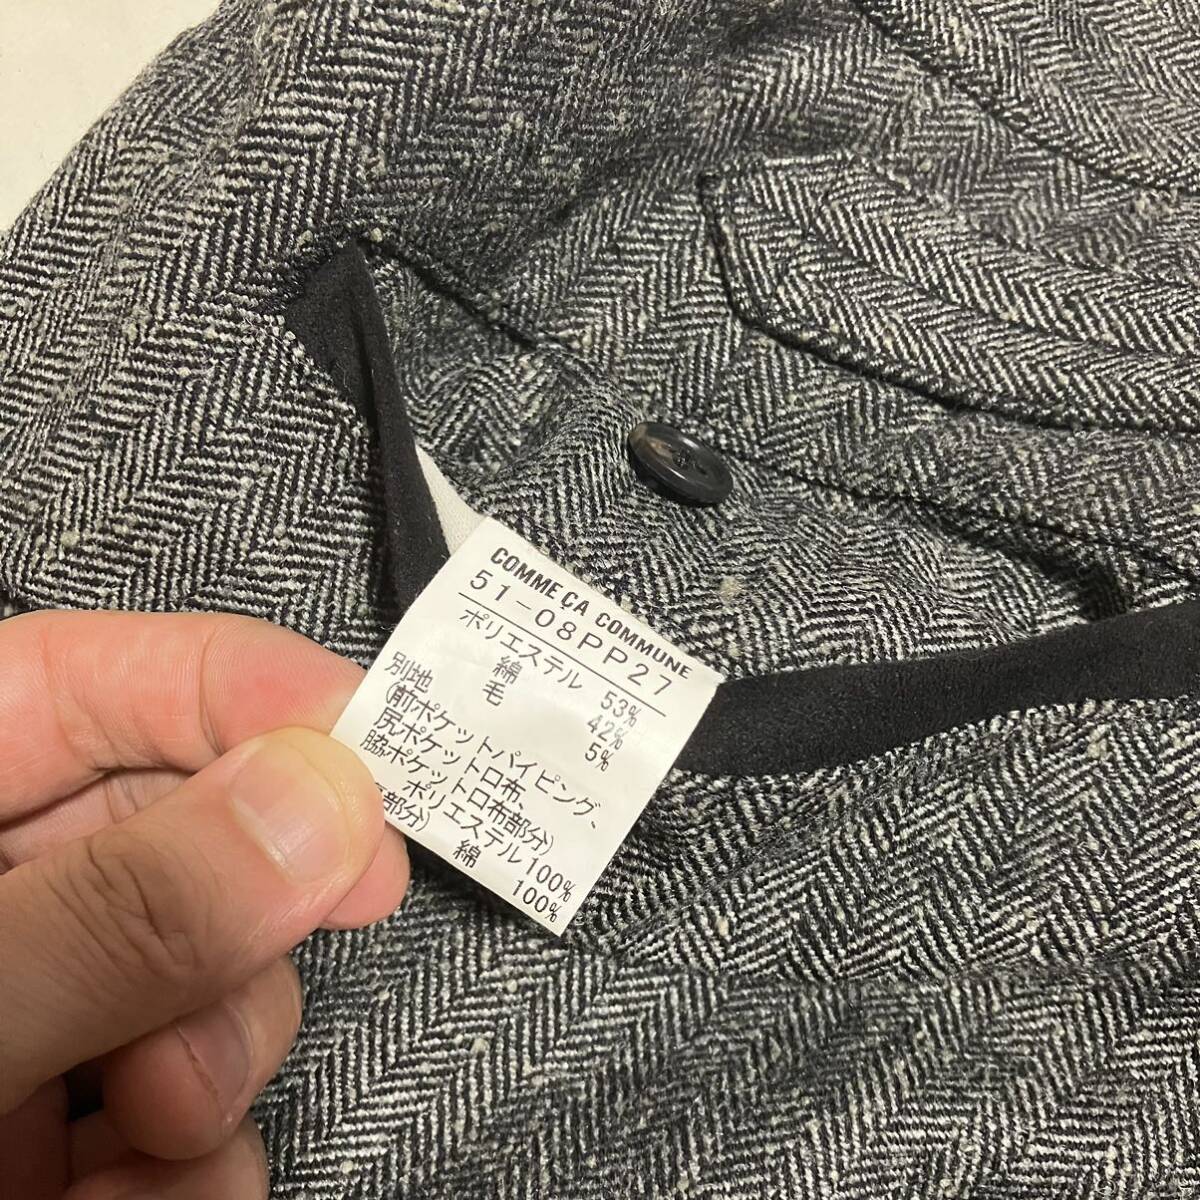 COMME ÇA COMMUNE
51-08PP27
ポリエステル 53%
綿 42%
毛 5%
別地
(前ポケットパイピング、
尻ポケット口布、
脇ポケット口布部分)
ポリエステル100%
部分) 綿 100%